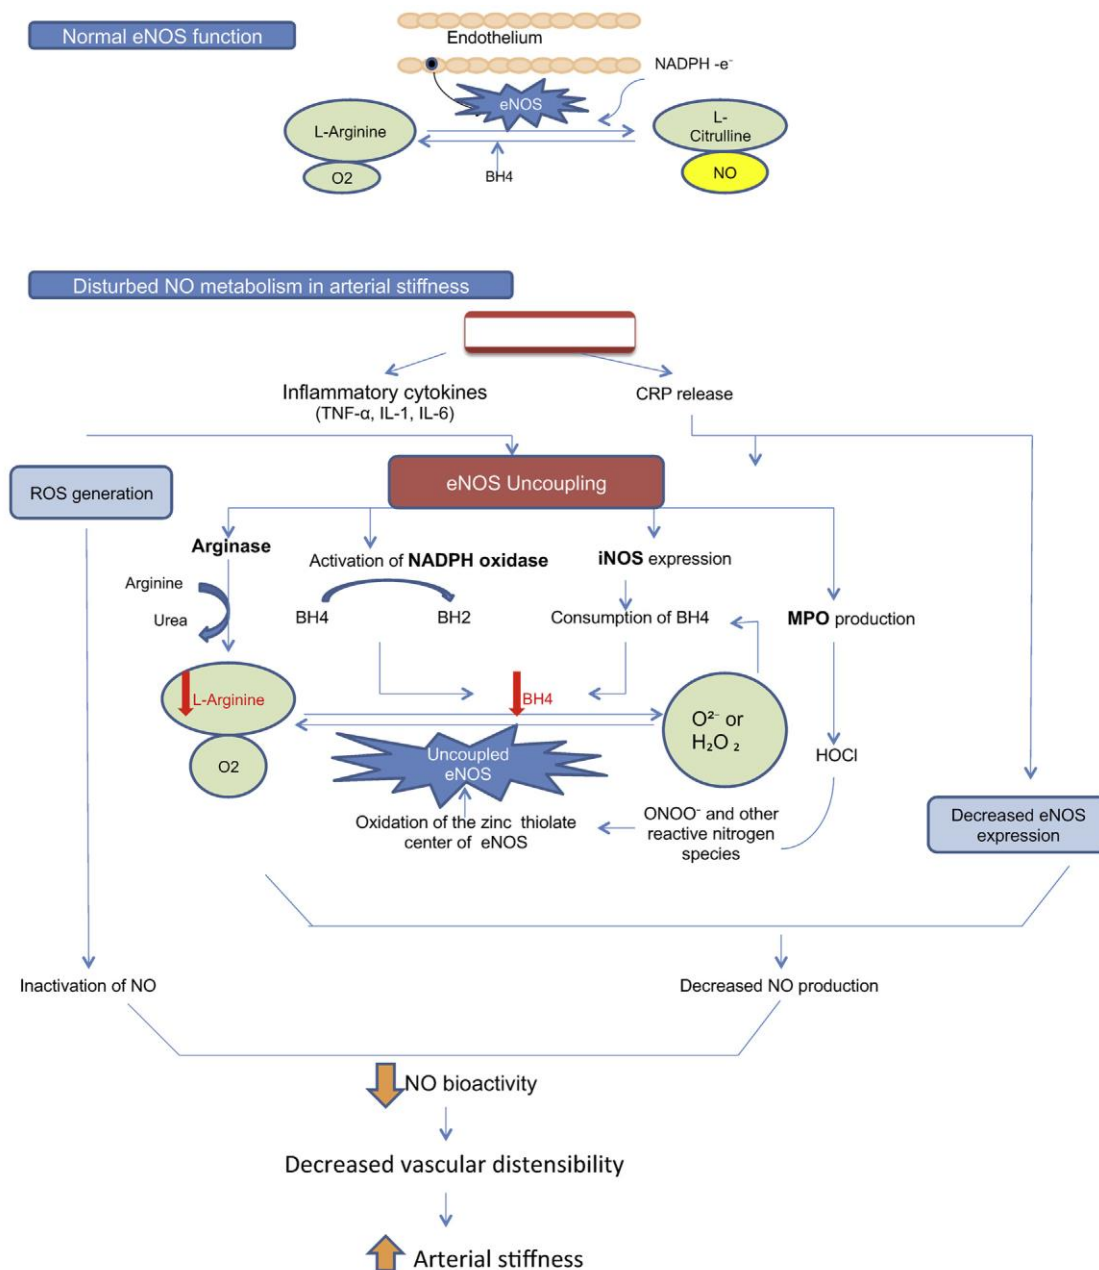 Normal eNOS function
Endothelium
NADPH -e⁻
eNOS
L-Arginine
L-
Citrulline
O2
BH4
NO
Disturbed NO metabolism in arterial stiffness
Inflammatory cytokines
(TNF-α, IL-1, IL-6)
CRP release
ROS generation
eNOS Uncoupling
Arginase
Activation of NADPH oxidase
iNOS expression
Arginine
Urea
BH4
BH2
Consumption of BH4
MPO production
L-Arginine
BH4
O²⁻ or
H₂O₂
O2
Uncoupled
eNOS
HOCl
Oxidation of the zinc thiolate
center of eNOS
ONOO⁻ and other
reactive nitrogen
species
Decreased eNOS
expression
Inactivation of NO
Decreased NO production
NO bioactivity
Decreased vascular distensibility
Arterial stiffness